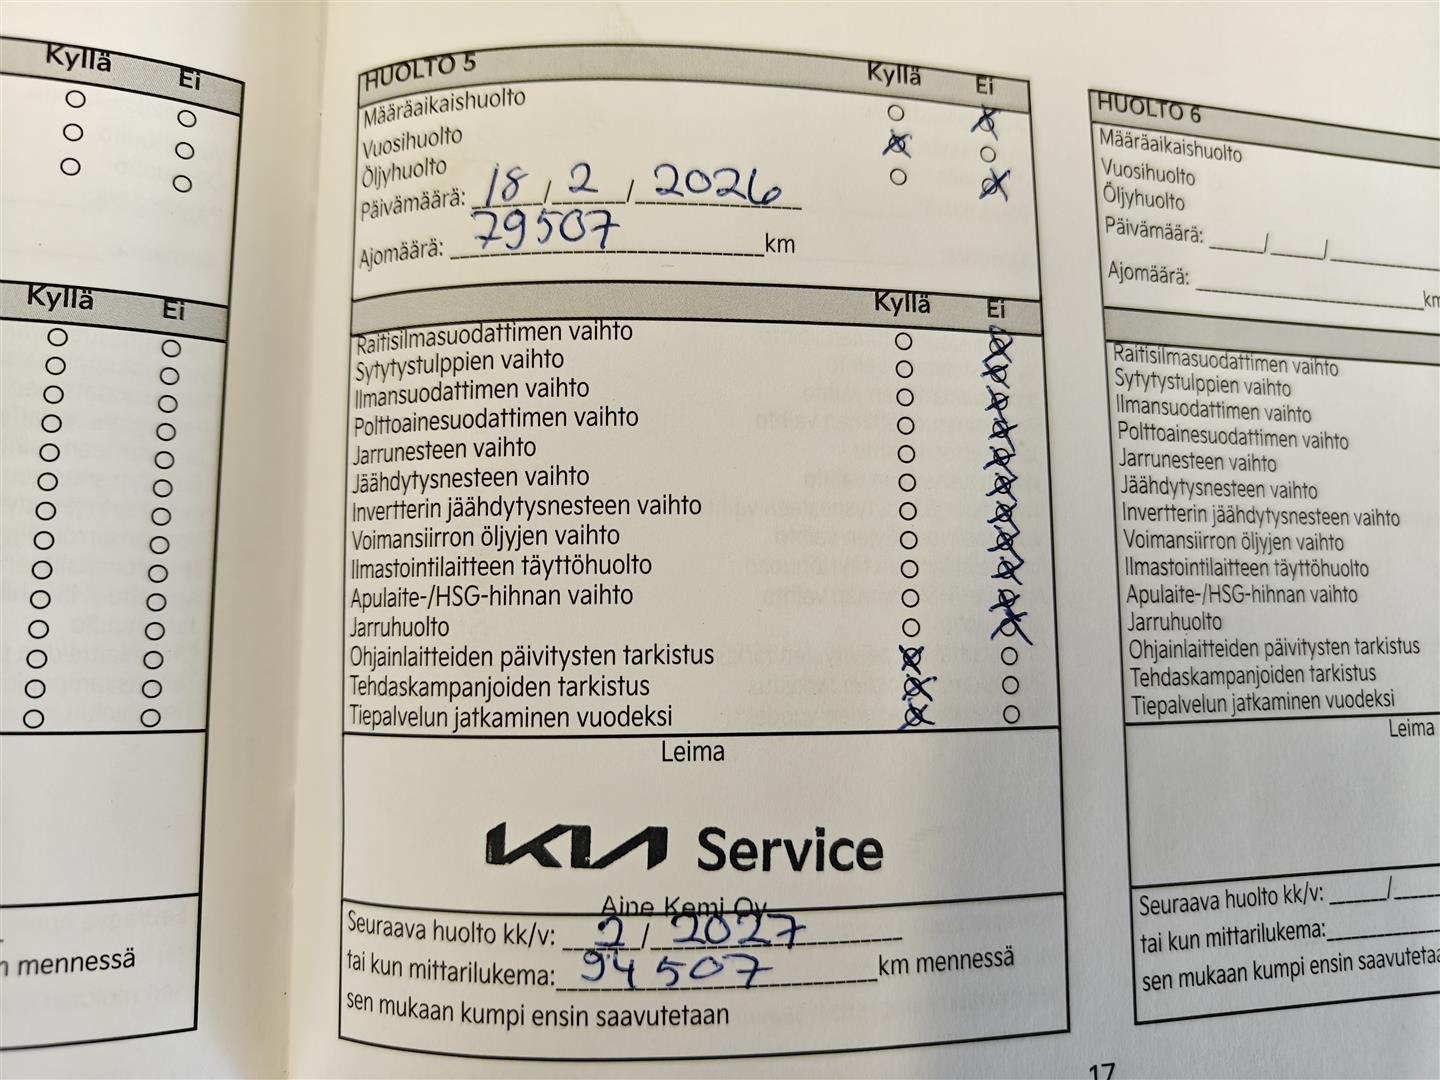 Kyllä Ei
Kyllä Ei
mennessä
HUOLTO 5 Kyllä Ei
Määräaikaishuolto
Vuosihuolto
Öljyhuolto
Päivämäärä: 18 / 2 / 2026
Ajomäärä: 79507 km
Kyllä Ei
Raitisilmasuodattimen vaihto
Sytytystulppien vaihto
Ilmansuodattimen vaihto
Polttoainesuodattimen vaihto
Jarrunesteen vaihto
Jäähdytysnesteen vaihto
Invertterin jäähdytysnesteen vaihto
Voimansiirron öljyjen vaihto
Ilmastointilaitteen täyttöhuolto
Apulaite-/HSG-hihnan vaihto
Jarruhuolto
Ohjainlaitteiden päivitysten tarkistus
Tehdaskampanjoiden tarkistus
Tiepalvelun jatkaminen vuodeksi
Leima
KIA Service
Aine Kemi Oy
Seuraava huolto kk/v: 2 / 2027
tai kun mittarilukema: 94 507 km mennessä
sen mukaan kumpi ensin saavutetaan
17
HUOLTO 6
Määräaikaishuolto
Vuosihuolto
Öljyhuolto
Päivämäärä: / /
Ajomäärä: km
Raitisilmasuodattimen vaihto
Sytytystulppien vaihto
Ilmansuodattimen vaihto
Polttoainesuodattimen vaihto
Jarrunesteen vaihto
Jäähdytysnesteen vaihto
Invertterin jäähdytysnesteen vaihto
Voimansiirron öljyjen vaihto
Ilmastointilaitteen täyttöhuolto
Apulaite-/HSG-hihnan vaihto
Jarruhuolto
Ohjainlaitteiden päivitysten tarkistus
Tehdaskampanjoiden tarkistus
Tiepalvelun jatkaminen vuodeksi
Leima
Seuraava huolto kk/v: /
tai kun mittarilukema:
sen mukaan kumpi ensin saavuteta